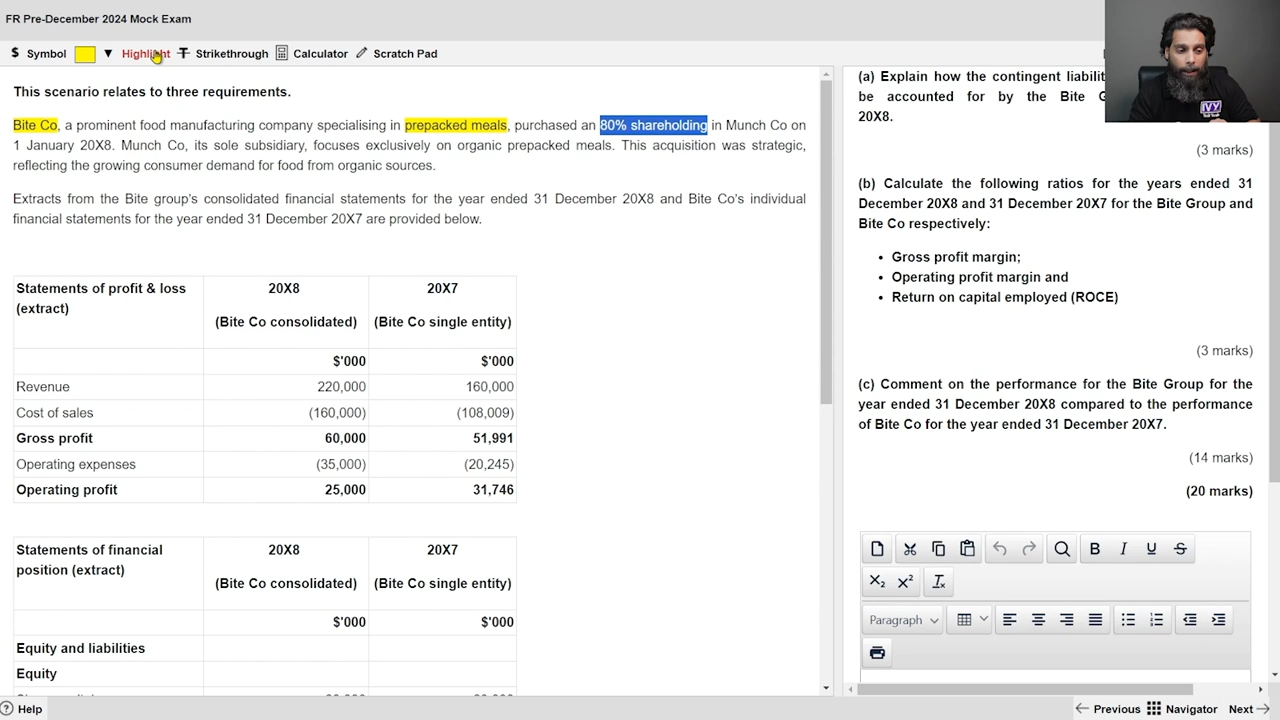 FR Pre-December 2024 Mock Exam
$ Symbol Highlight Strikethrough Calculator Scratch Pad
This scenario relates to three requirements.
Bite Co, a prominent food manufacturing company specialising in prepacked meals, purchased an 80% shareholding in Munch Co on
1 January 20X8. Munch Co, its sole subsidiary, focuses exclusively on organic prepacked meals. This acquisition was strategic,
reflecting the growing consumer demand for food from organic sources.
Extracts from the Bite group's consolidated financial statements for the year ended 31 December 20X8 and Bite Co's individual
financial statements for the year ended 31 December 20X7 are provided below.
Statements of profit & loss 20X8 20X7
(extract)
(Bite Co consolidated) (Bite Co single entity)
$'000 $'000
Revenue 220,000 160,000
Cost of sales (160,000) (108,009)
Gross profit 60,000 51,991
Operating expenses (35,000) (20,245)
Operating profit 25,000 31,746
Statements of financial 20X8 20X7
position (extract)
(Bite Co consolidated) (Bite Co single entity)
$'000 $'000
Equity and liabilities
Equity
(a) Explain how the contingent
be accounted for by the Bite
20X8.
(3 marks)
(b) Calculate the following ratios for the years ended 31
December 20X8 and 31 December 20X7 for the Bite Group and
Bite Co respectively:
• Gross profit margin;
• Operating profit margin and
• Return on capital employed (ROCE)
(3 marks)
(c) Comment on the performance for the Bite Group for the
year ended 31 December 20X8 compared to the performance
of Bite Co for the year ended 31 December 20X7.
(14 marks)
(20 marks)
B I U S
X₂ X² Tx
Paragraph
IVY
Help Previous Navigator Next